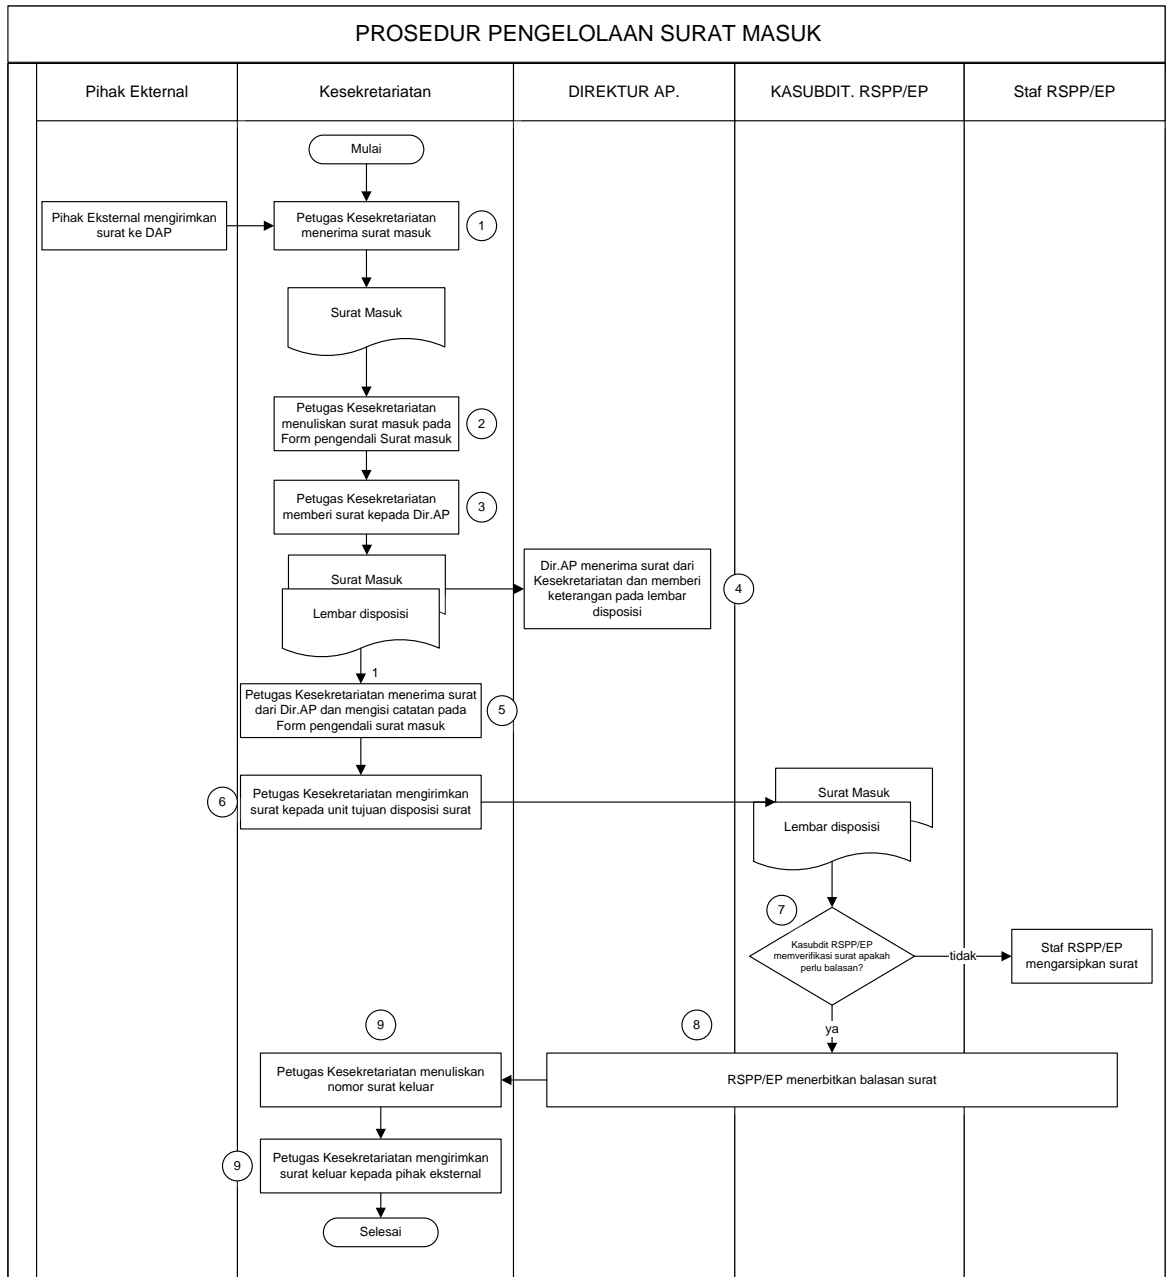 PROSEDUR PENGELOLAAN SURAT MASUK
Pihak Ekternal
Kesekretariatan
DIREKTUR AP.
KASUBDIT. RSPP/EP
Staf RSPP/EP
Mulai
Pihak Eksternal mengirimkan
surat ke DAP
Petugas Kesekretariatan
menerima surat masuk
1
Surat Masuk
Petugas Kesekretariatan
menuliskan surat masuk pada
Form pengendali Surat masuk
2
Petugas Kesekretariatan
memberi surat kepada Dir.AP
3
Surat Masuk
Lembar disposisi
Dir.AP menerima surat dari
Kesekretariatan dan memberi
keterangan pada lembar
disposisi
4
1
Petugas Kesekretariatan menerima surat
dari Dir.AP dan mengisi catatan pada
Form pengendali surat masuk
5
6
Petugas Kesekretariatan mengirimkan
surat kepada unit tujuan disposisi surat
Surat Masuk
Lembar disposisi
7
Kasubdit RSPP/EP
memverifikasi surat apakah
perlu balasan?
tidak
Staf RSPP/EP
mengarsipkan surat
ya
8
RSPP/EP menerbitkan balasan surat
9
Petugas Kesekretariatan menuliskan
nomor surat keluar
9
Petugas Kesekretariatan mengirimkan
surat keluar kepada pihak eksternal
Selesai